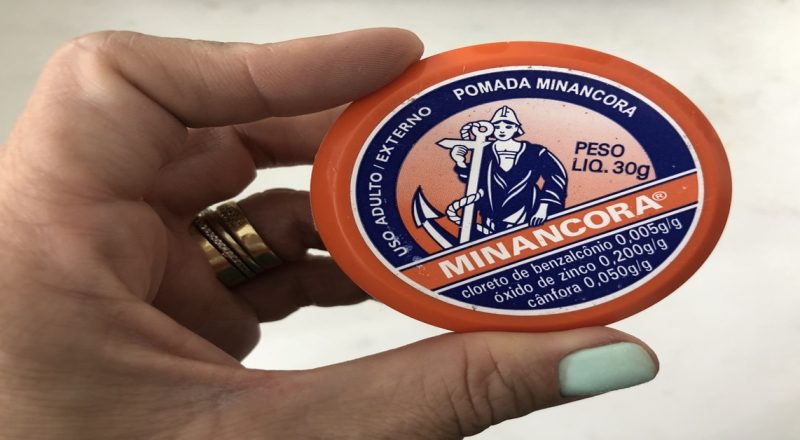 USO ADULTO/EXTERNO
POMADA MINANCORA
PESO
LIQ. 30g
MINANCORA®
cloreto de benzalcônio 0,005g/g
óxido de zinco 0,200g/g
cânfora 0,050g/g